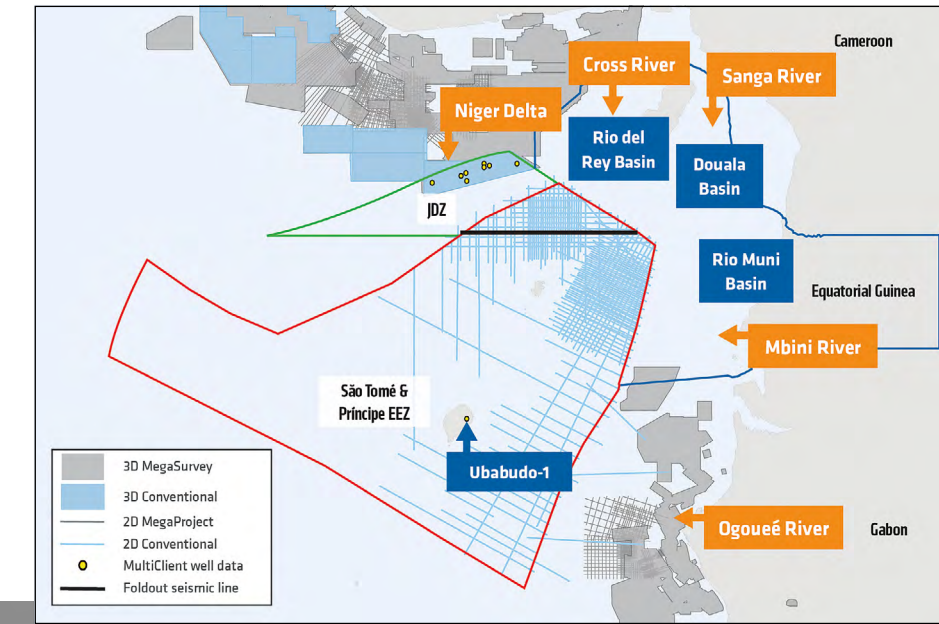 Cameroon
Cross River
Sanga River
Niger Delta
Rio del
Rey Basin
Douala
Basin
JDZ
Rio Muni
Basin
Equatorial Guinea
Mbini River
São Tomé &
Príncipe EEZ
Ubabudo-1
Ogoueé River
Gabon
3D MegaSurvey
3D Conventional
2D MegaProject
2D Conventional
MultiClient well data
Foldout seismic line